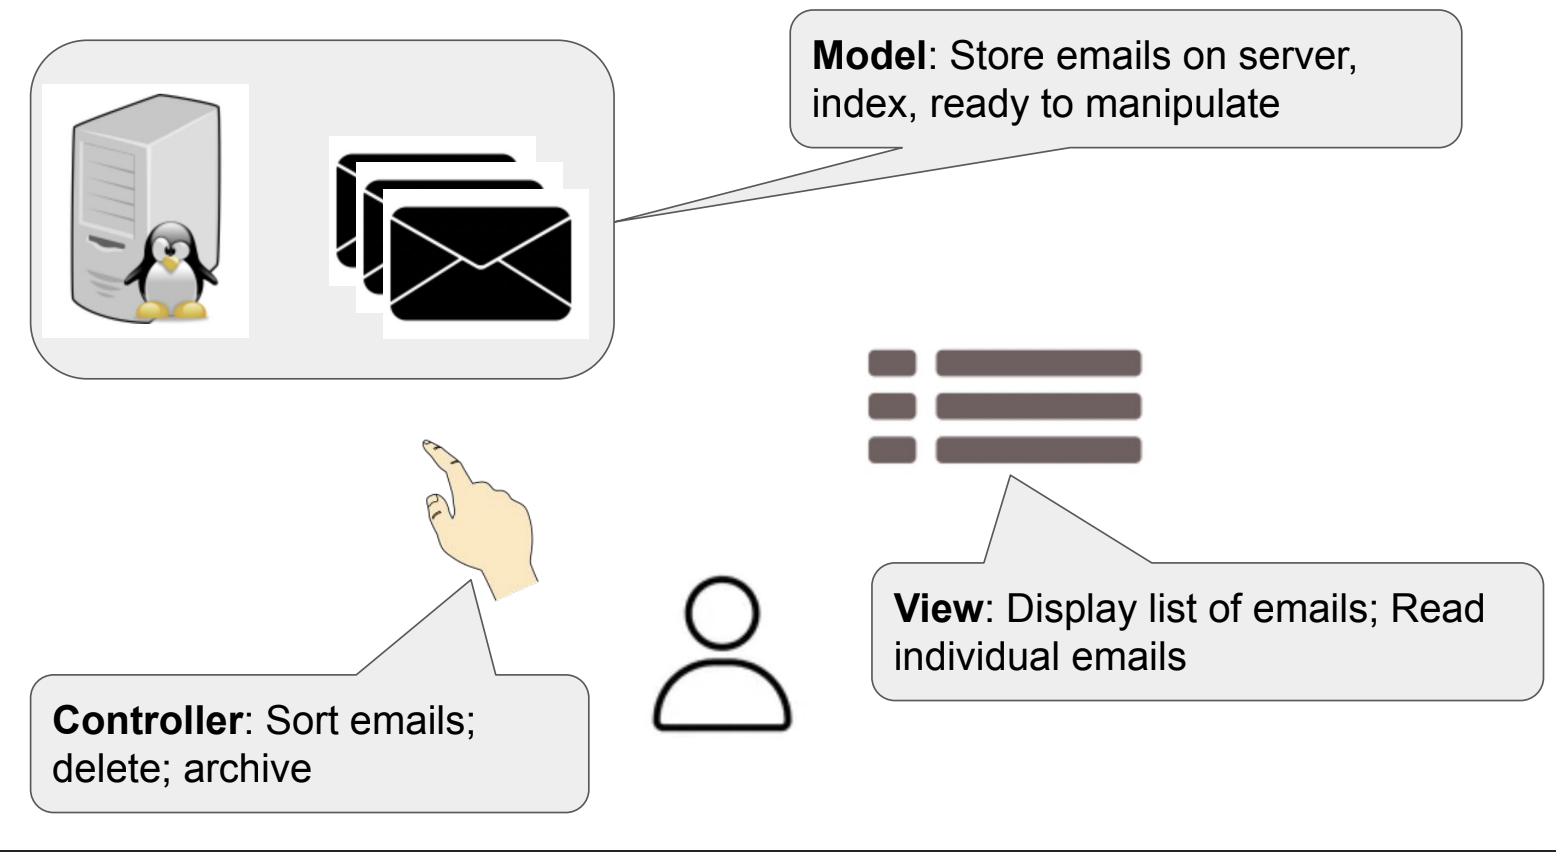 Model: Store emails on server,
index, ready to manipulate
View: Display list of emails; Read
individual emails
Controller: Sort emails;
delete; archive